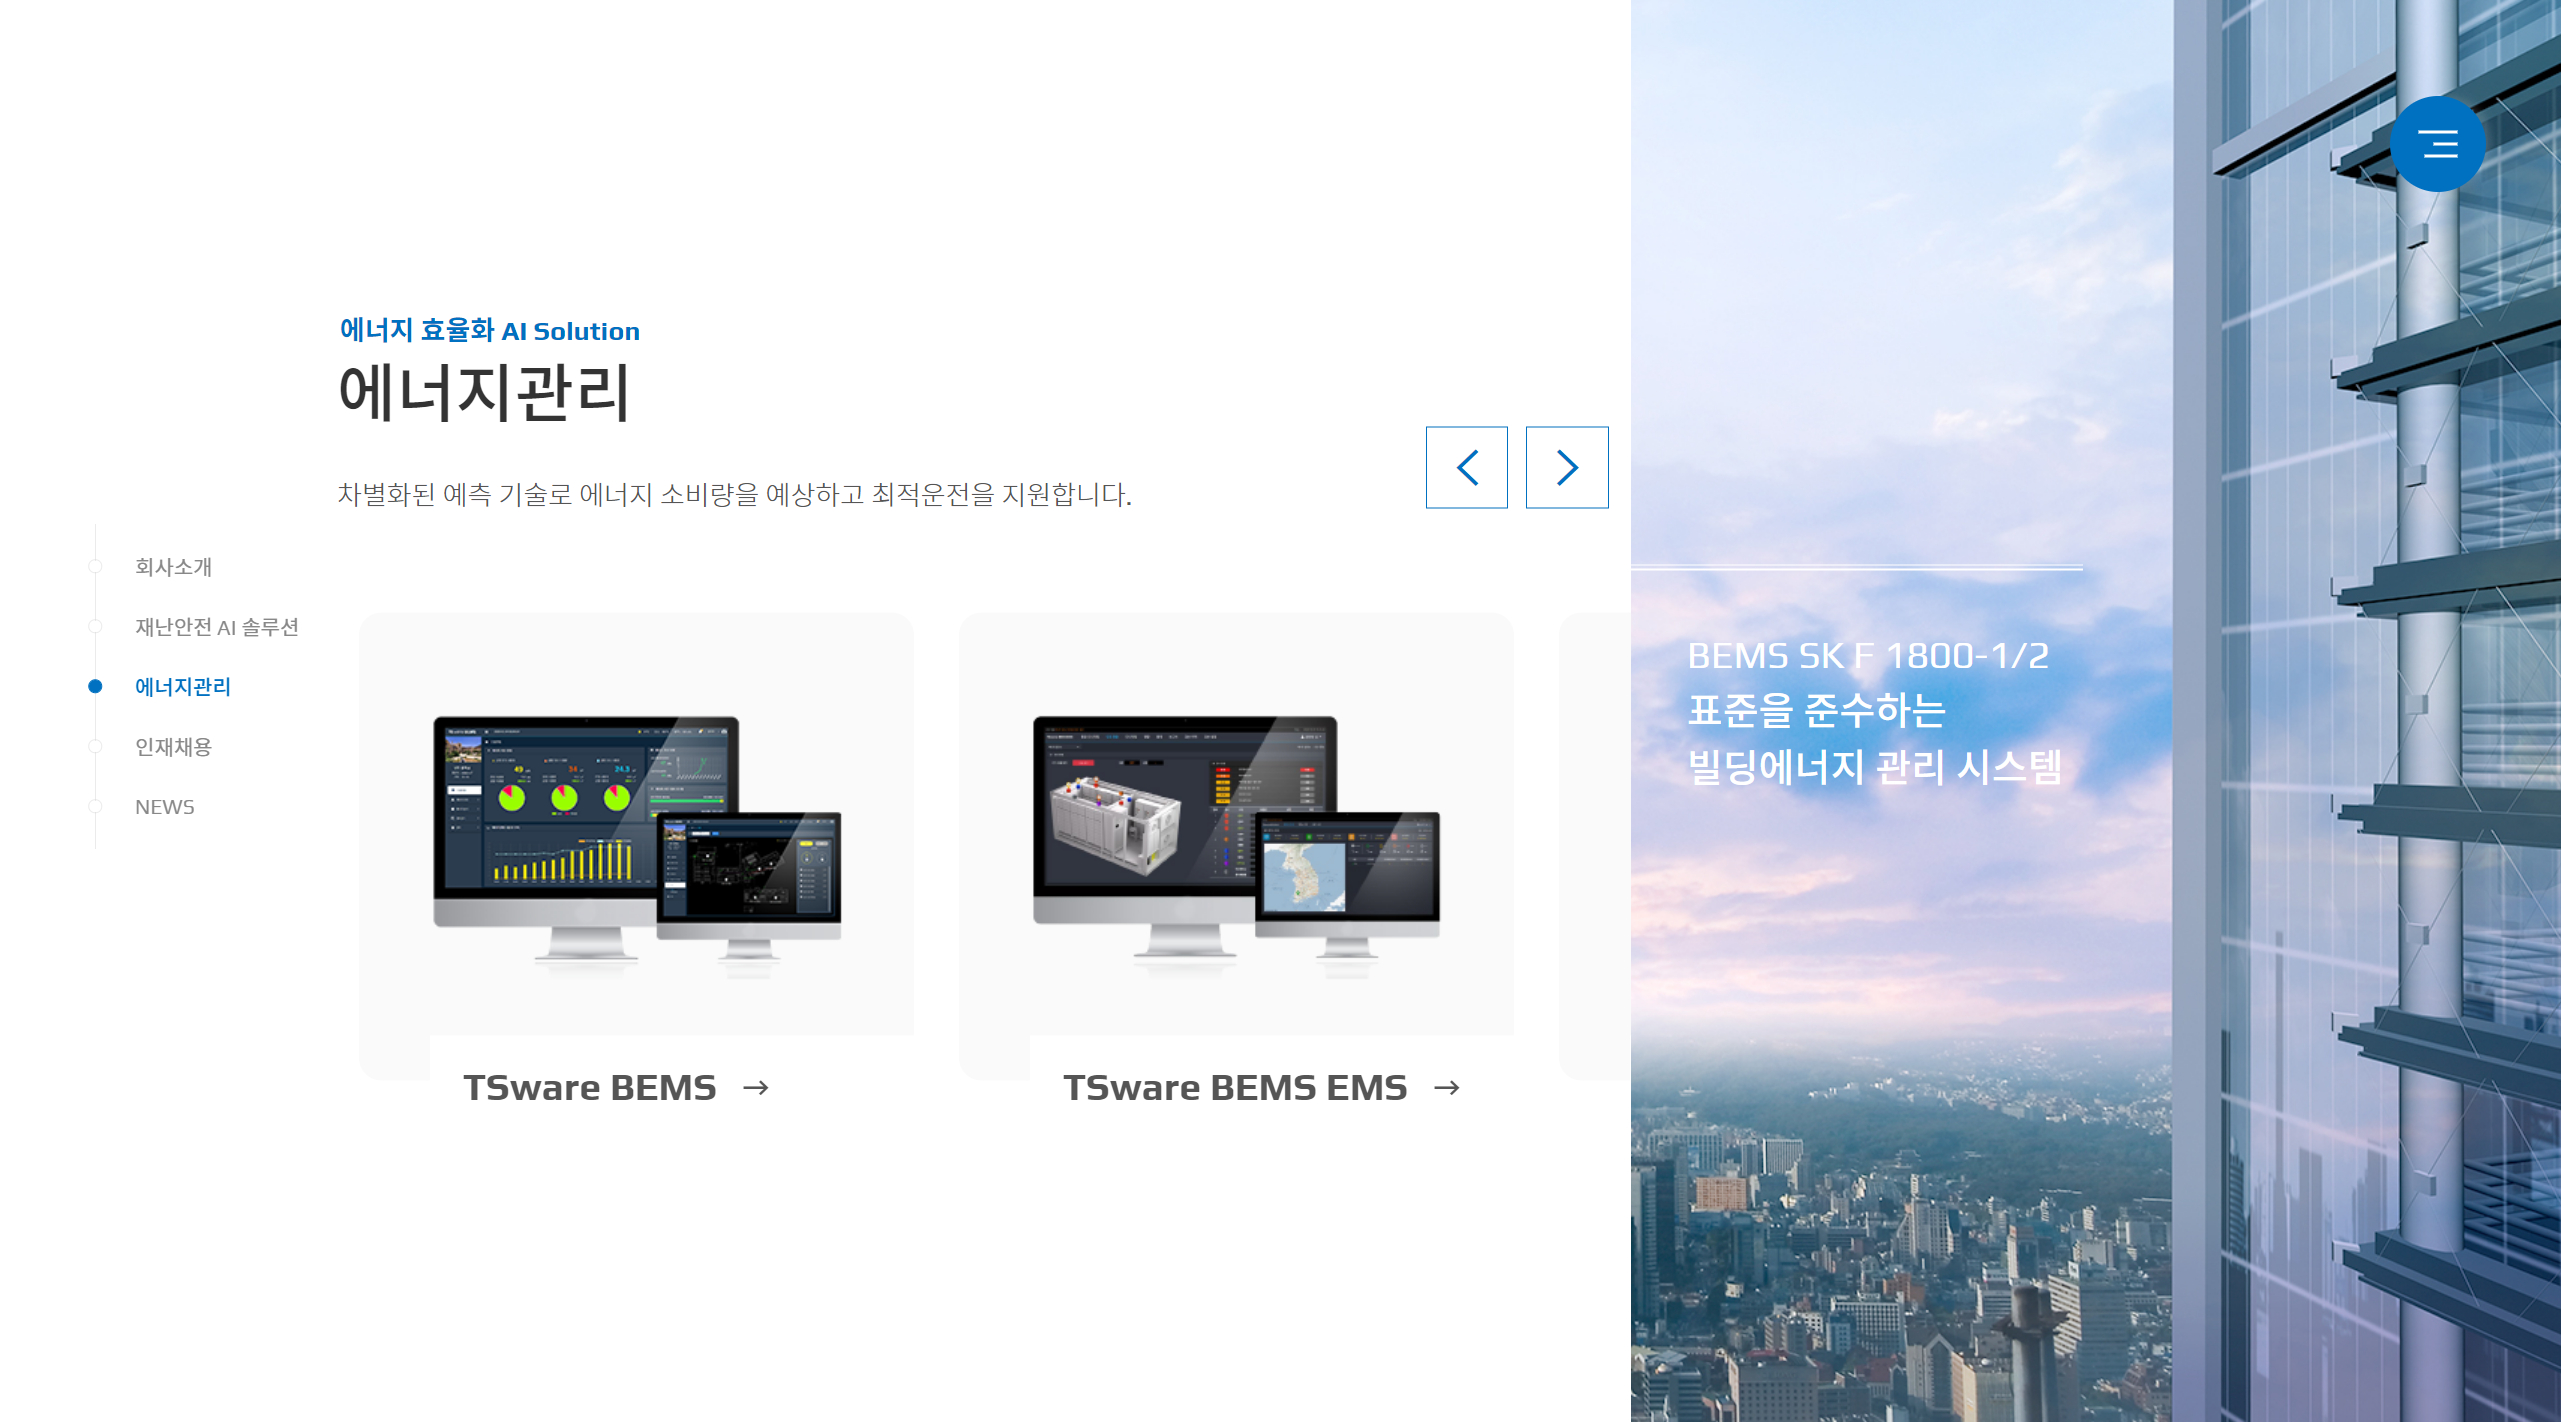 에너지 효율화 AI Solution
에너지관리
차별화된 예측 기술로 에너지 소비량을 예상하고 최적운전을 지원합니다.
회사소개
재난안전 AI 솔루션
에너지관리
인재채용
NEWS
TSware BEMS →
TSware BEMS EMS →
BEMS SK F 1800-1/2
표준을 준수하는
빌딩에너지 관리 시스템